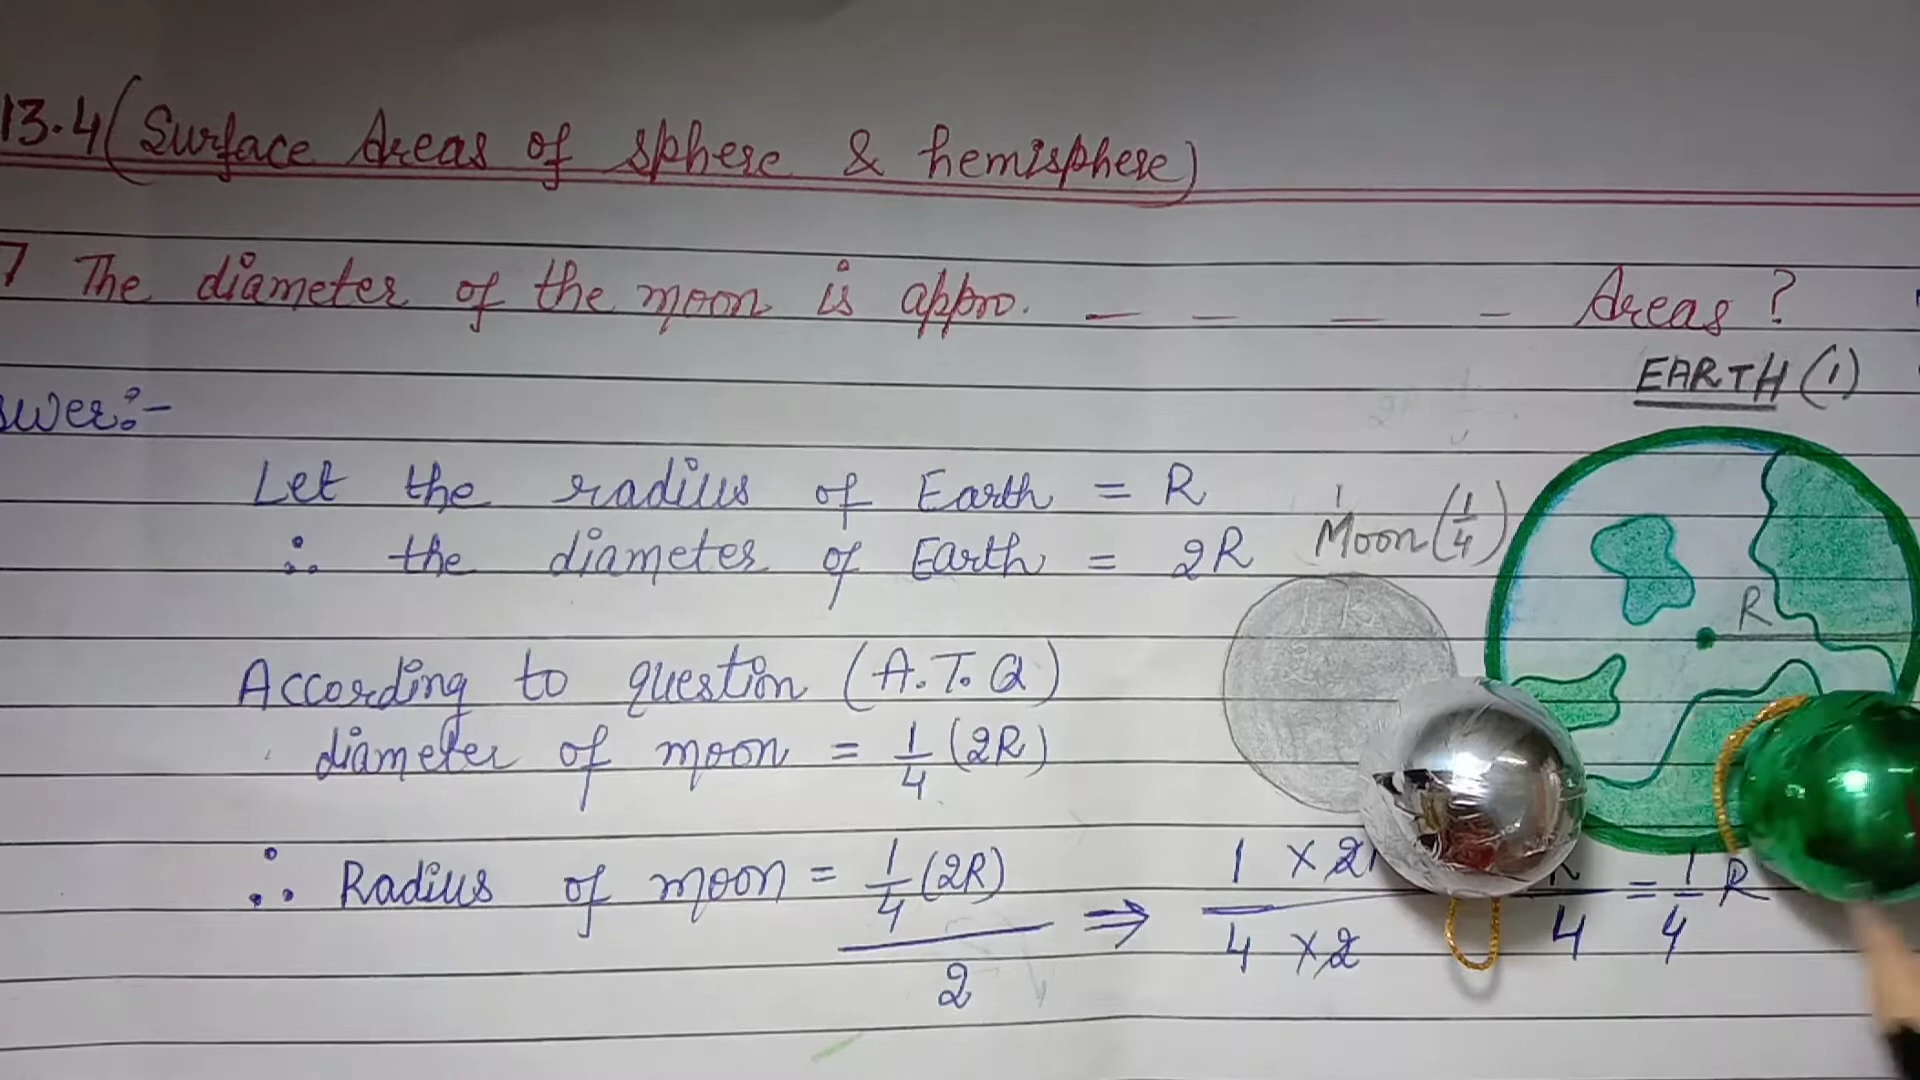 13.4 (Surface Areas of sphere & hemisphere)
7 The diameter of the moon is appro. — – — – Areas ?
EARTH (1)
swer:-
Let the radius of Earth = R
Moon (1/4)
∴ the diameter of Earth = 2R
R
According to question (A.T.Q)
diameter of moon = 1/4 (2R)
∴ Radius of moon = 1/4 (2R) / 2 ⇒ 1 × 2 / 4 × 2 / 4 = 1/4 R